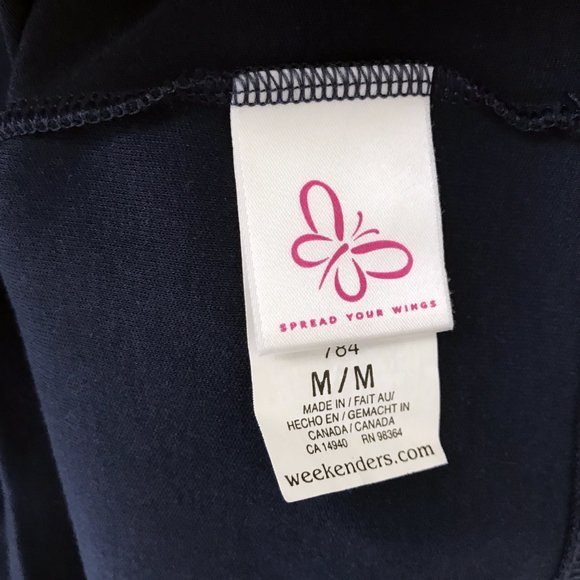 SPREAD YOUR WINGS
784
M/M
MADE IN / FAIT AU/
HECHO EN / GEMACHT IN
CANADA / CANADA
CA 14940 RN 98364
weekenders.com